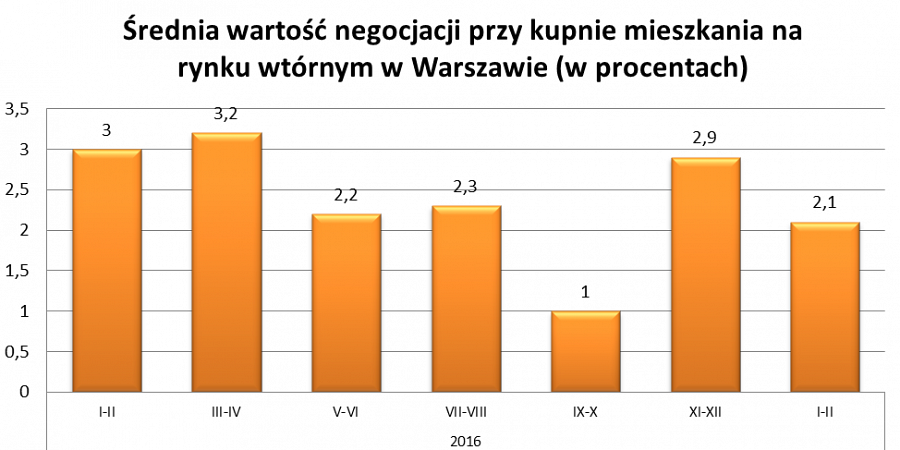 Średnia wartość negocjacji przy kupnie mieszkania na
rynku wtórnym w Warszawie (w procentach)
3,5
3
2,5
2
1,5
1
0,5
0
3
3,2
2,2
2,3
1
2,9
2,1
I-II
III-IV
V-VI
VII-VIII
IX-X
XI-XII
I-II
2016